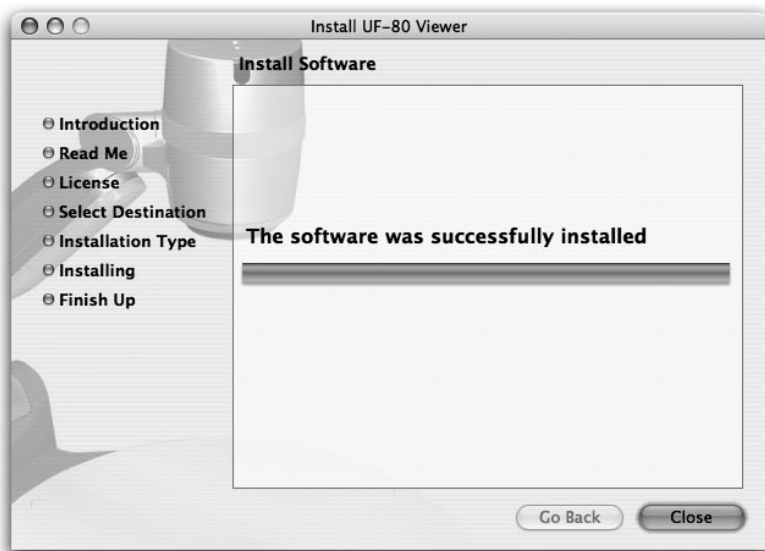 Install UF-80 Viewer
Install Software
Introduction
Read Me
License
Select Destination
Installation Type
Installing
Finish Up
The software was successfully installed
Go Back
Close